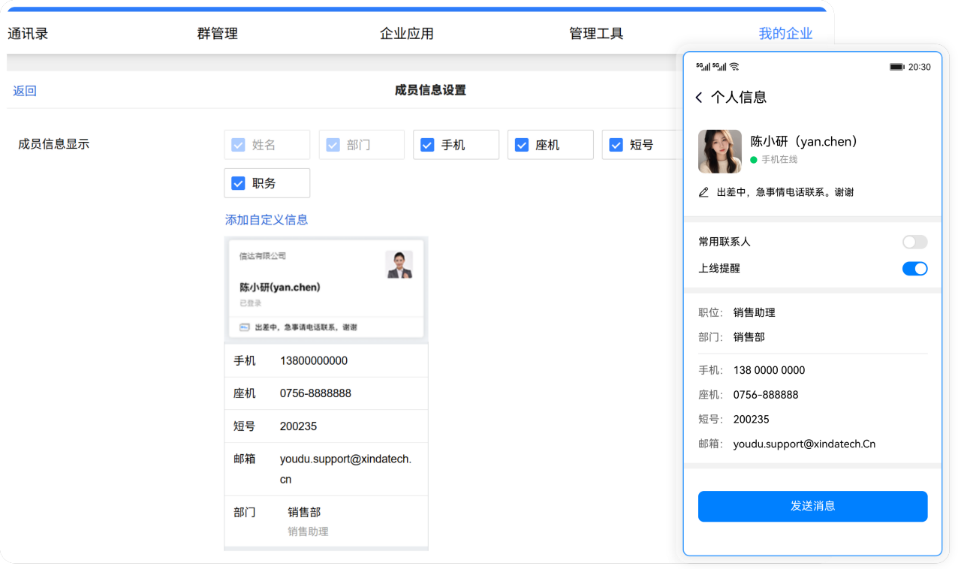 通讯录 群管理 企业应用 管理工具 我的企业
返回 成员信息设置
成员信息显示 姓名 部门 手机 座机 短号
职务
添加自定义信息
信达有限公司
陈小研(yan.chen)
已登录
出差中，急事请电话联系，谢谢
手机 13800000000
座机 0756-8888888
短号 200235
邮箱 youdu.support@xindatech.
cn
部门 销售部
销售助理
5G 5G 20:30
个人信息
陈小研（yan.chen）
手机在线
出差中，急事情电话联系。谢谢
常用联系人
上线提醒
职位： 销售助理
部门： 销售部
手机： 138 0000 0000
座机： 0756-888888
短号： 200235
邮箱： youdu.support@xindatech.Cn
发送消息